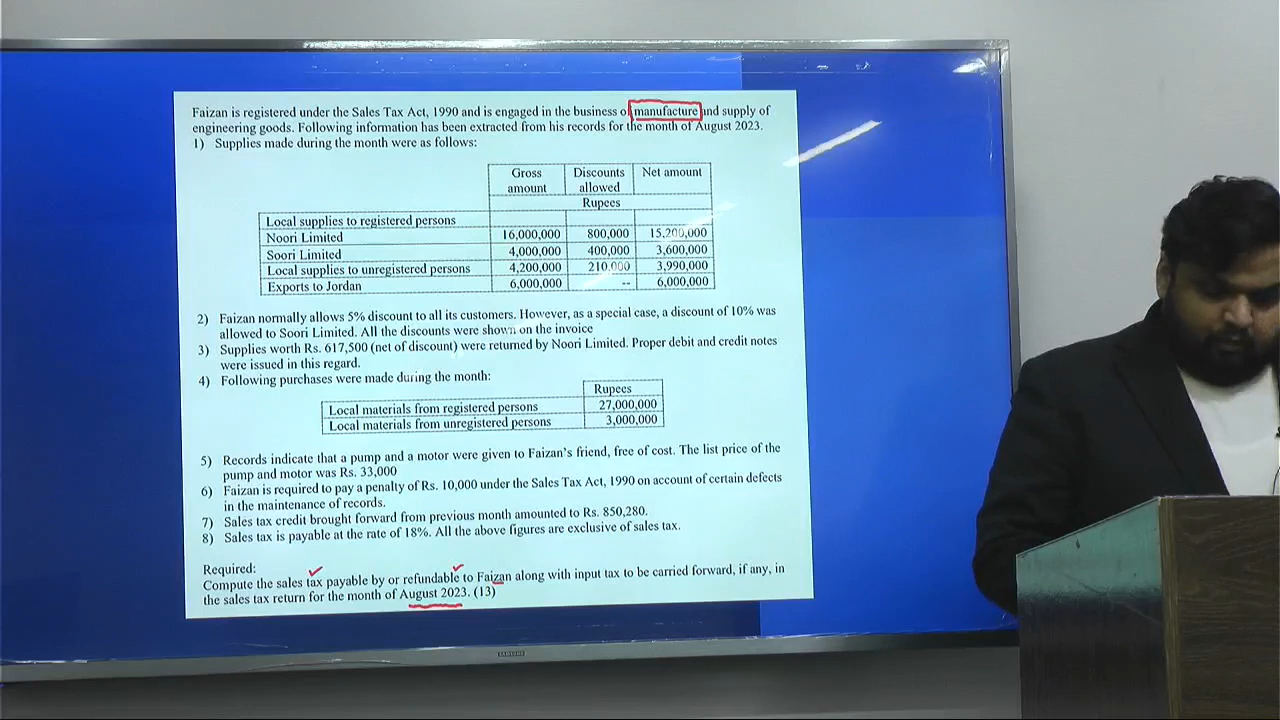 Faizan is registered under the Sales Tax Act, 1990 and is engaged in the business of manufacture and supply of
engineering goods. Following information has been extracted from his records for the month of August 2023.
1) Supplies made during the month were as follows:
Gross amount Discounts allowed Net amount
Rupees
Local supplies to registered persons
Noori Limited 16,000,000 800,000 15,200,000
Soori Limited 4,000,000 400,000 3,600,000
Local supplies to unregistered persons 4,200,000 210.000 3,990,000
Exports to Jordan 6,000,000 -- 6,000,000
2) Faizan normally allows 5% discount to all its customers. However, as a special case, a discount of 10% was
allowed to Soori Limited. All the discounts were shown on the invoice
3) Supplies worth Rs. 617,500 (net of discount) were returned by Noori Limited. Proper debit and credit notes
were issued in this regard.
4) Following purchases were made during the month:
Rupees
Local materials from registered persons 27,000,000
Local materials from unregistered persons 3,000,000
5) Records indicate that a pump and a motor were given to Faizan's friend, free of cost. The list price of the
pump and motor was Rs. 33,000
6) Faizan is required to pay a penalty of Rs. 10,000 under the Sales Tax Act, 1990 on account of certain defects
in the maintenance of records.
7) Sales tax credit brought forward from previous month amounted to Rs. 850,280.
8) Sales tax is payable at the rate of 18%. All the above figures are exclusive of sales tax.
Required:
Compute the sales tax payable by or refundable to Faizan along with input tax to be carried forward, if any, in
the sales tax return for the month of August 2023. (13)
SAMSUNG